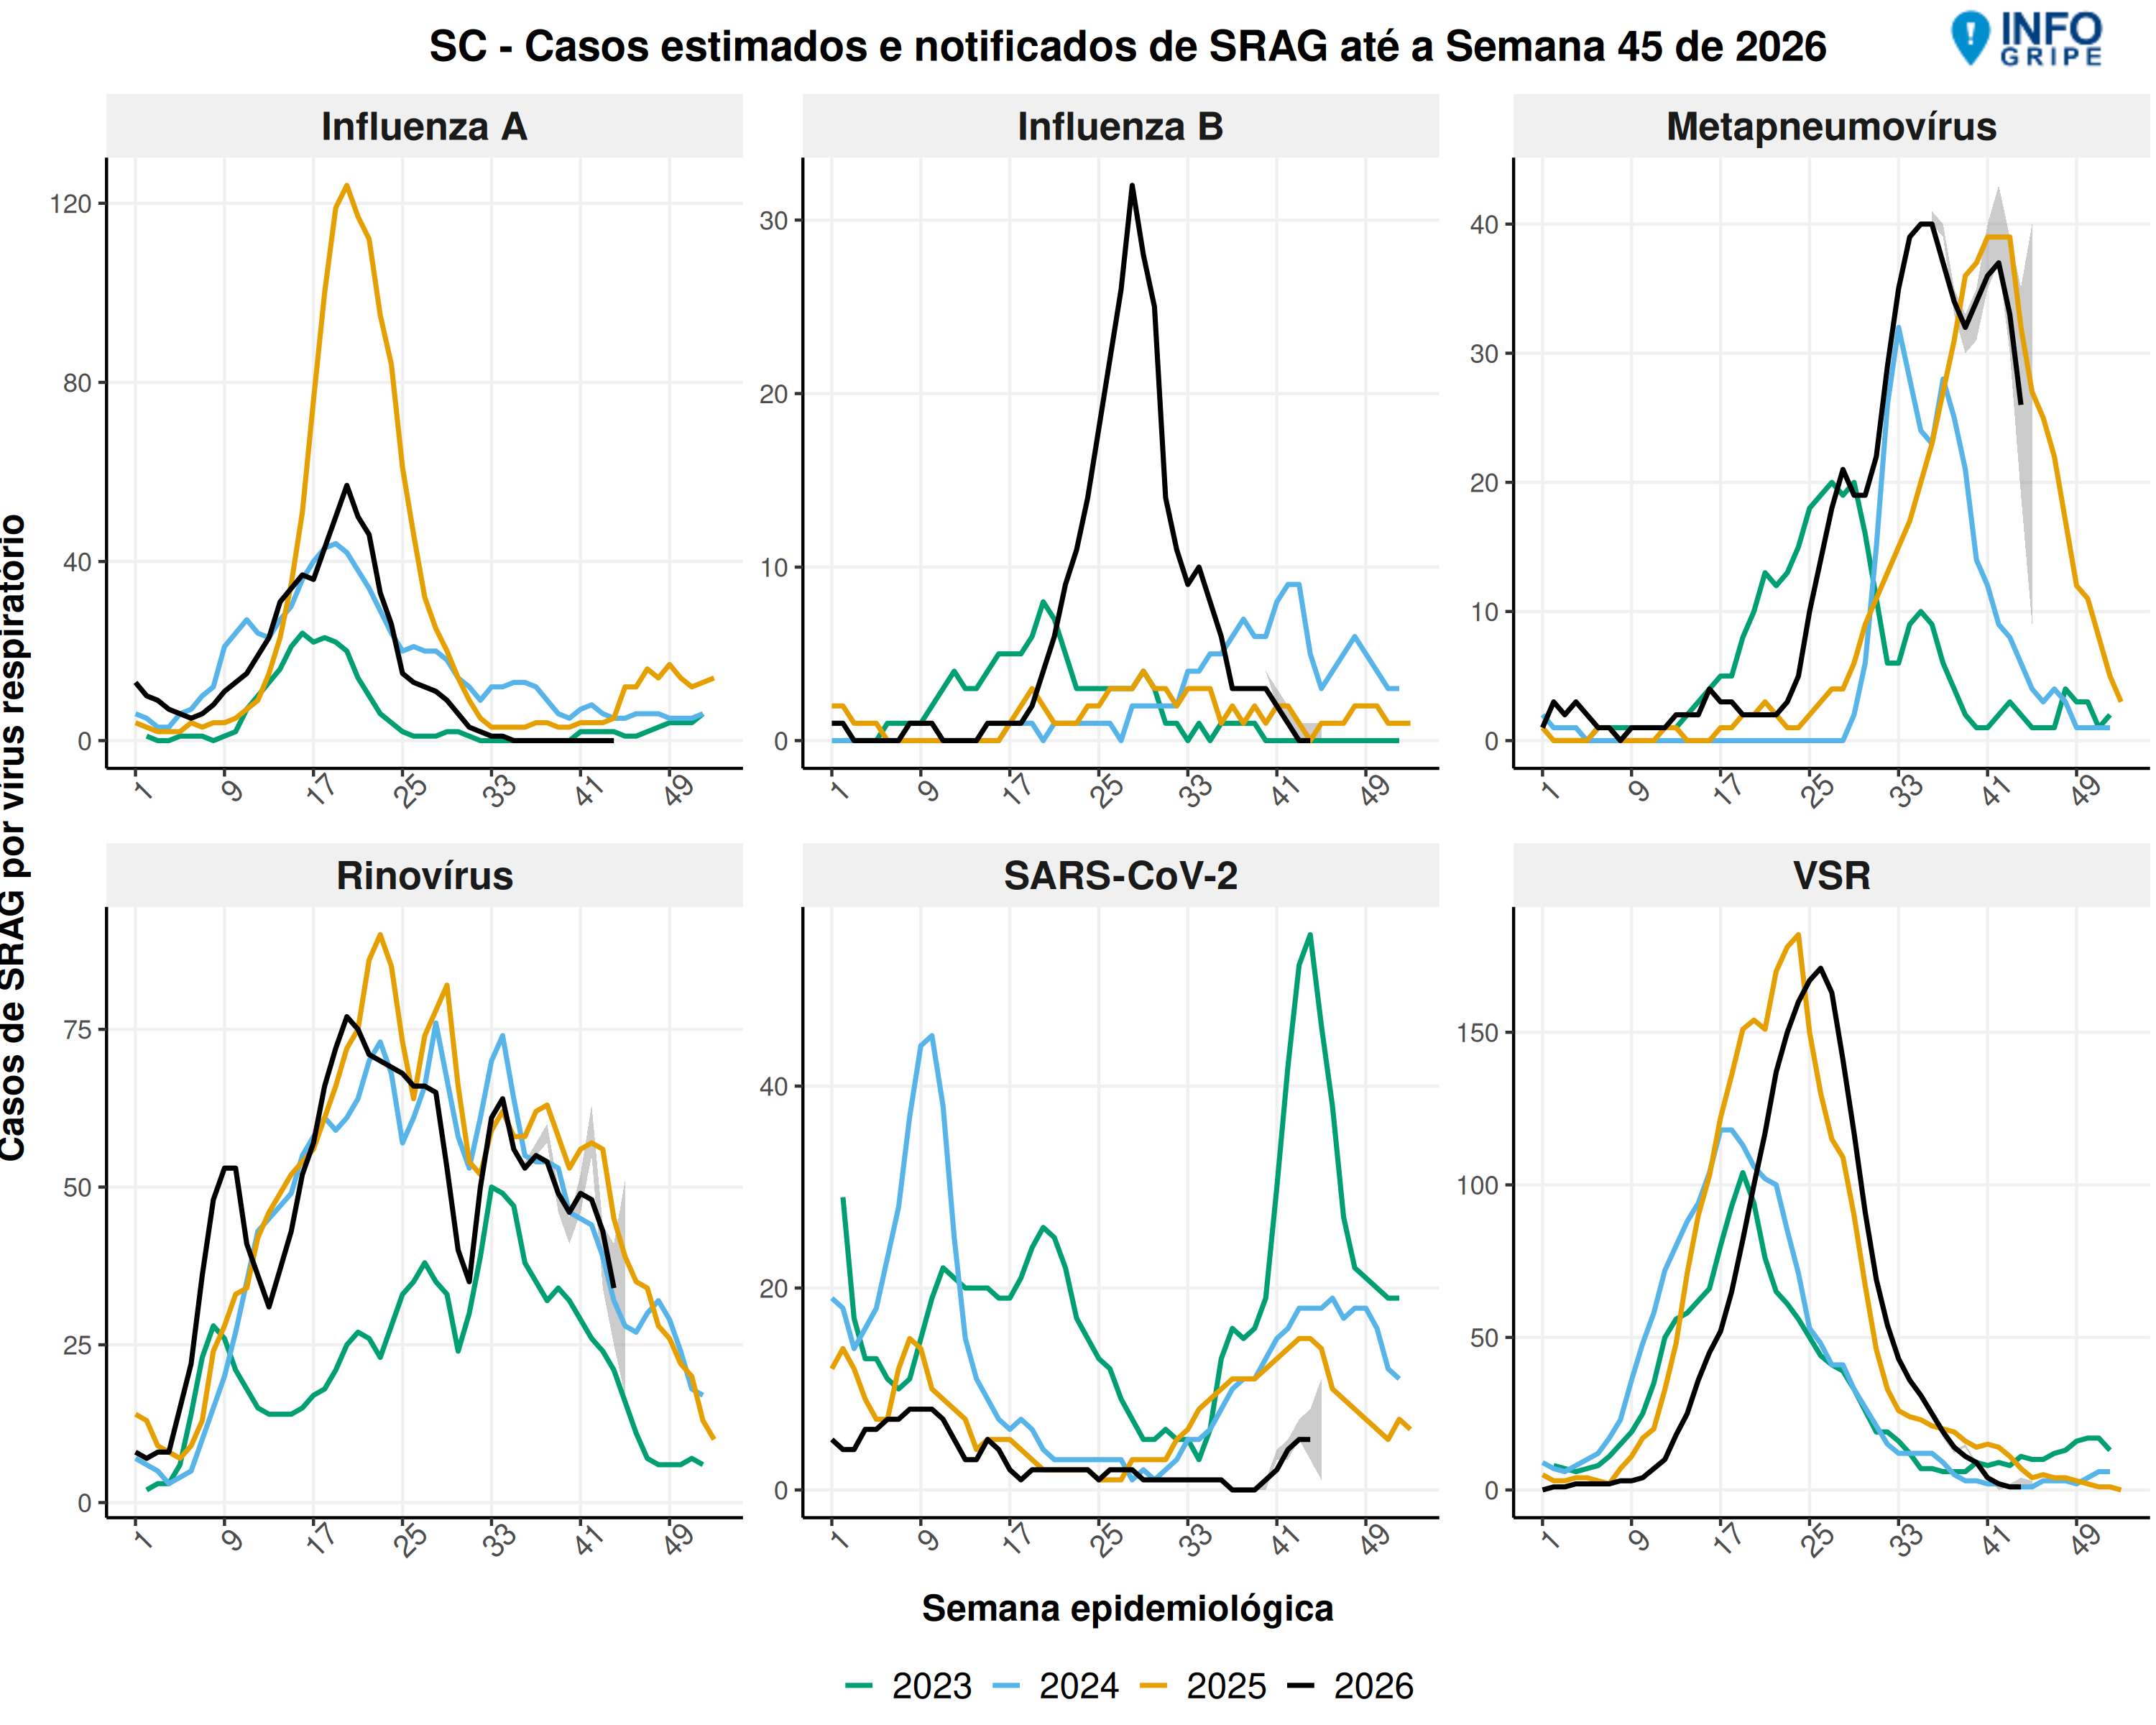 SC - Casos estimados e notificados de SRAG até a Semana 45 de 2026
INFO
GRIPE
Casos de SRAG por vírus respiratório
Influenza A
120
80
40
0
1 9 17 25 33 41 49
Influenza B
30
20
10
0
1 9 17 25 33 41 49
Metapneumovírus
40
30
20
10
0
1 9 17 25 33 41 49
Rinovírus
75
50
25
0
1 9 17 25 33 41 49
SARS-CoV-2
40
20
0
1 9 17 25 33 41 49
VSR
150
100
50
0
1 9 17 25 33 41 49
Semana epidemiológica
2023 2024 2025 2026